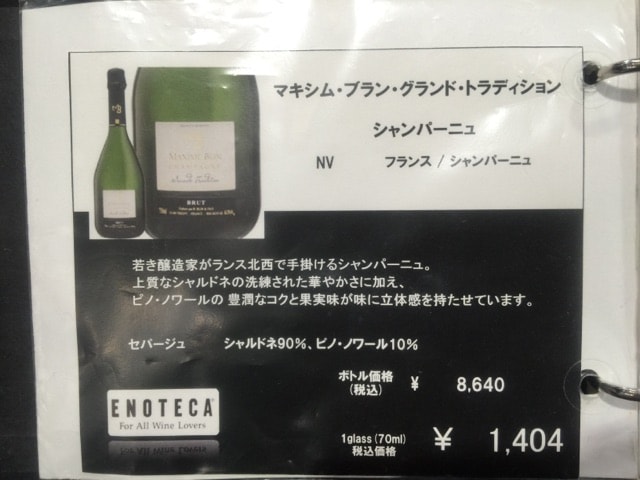 マキシム・ブラン・グランド・トラディション
シャンパーニュ
NV フランス / シャンパーニュ
BRUT
若き醸造家がランス北西で手掛けるシャンパーニュ。
上質なシャルドネの洗練された華やかさに加え、
ピノ・ノワールの 豊潤なコクと果実味が味に立体感を持たせています。
セパージュ シャルドネ90%、ピノ・ノワール10%
ボトル価格
(税込) ¥ 8,640
ENOTECA
For All Wine Lovers
1glass (70ml)
税込価格 ¥ 1,404